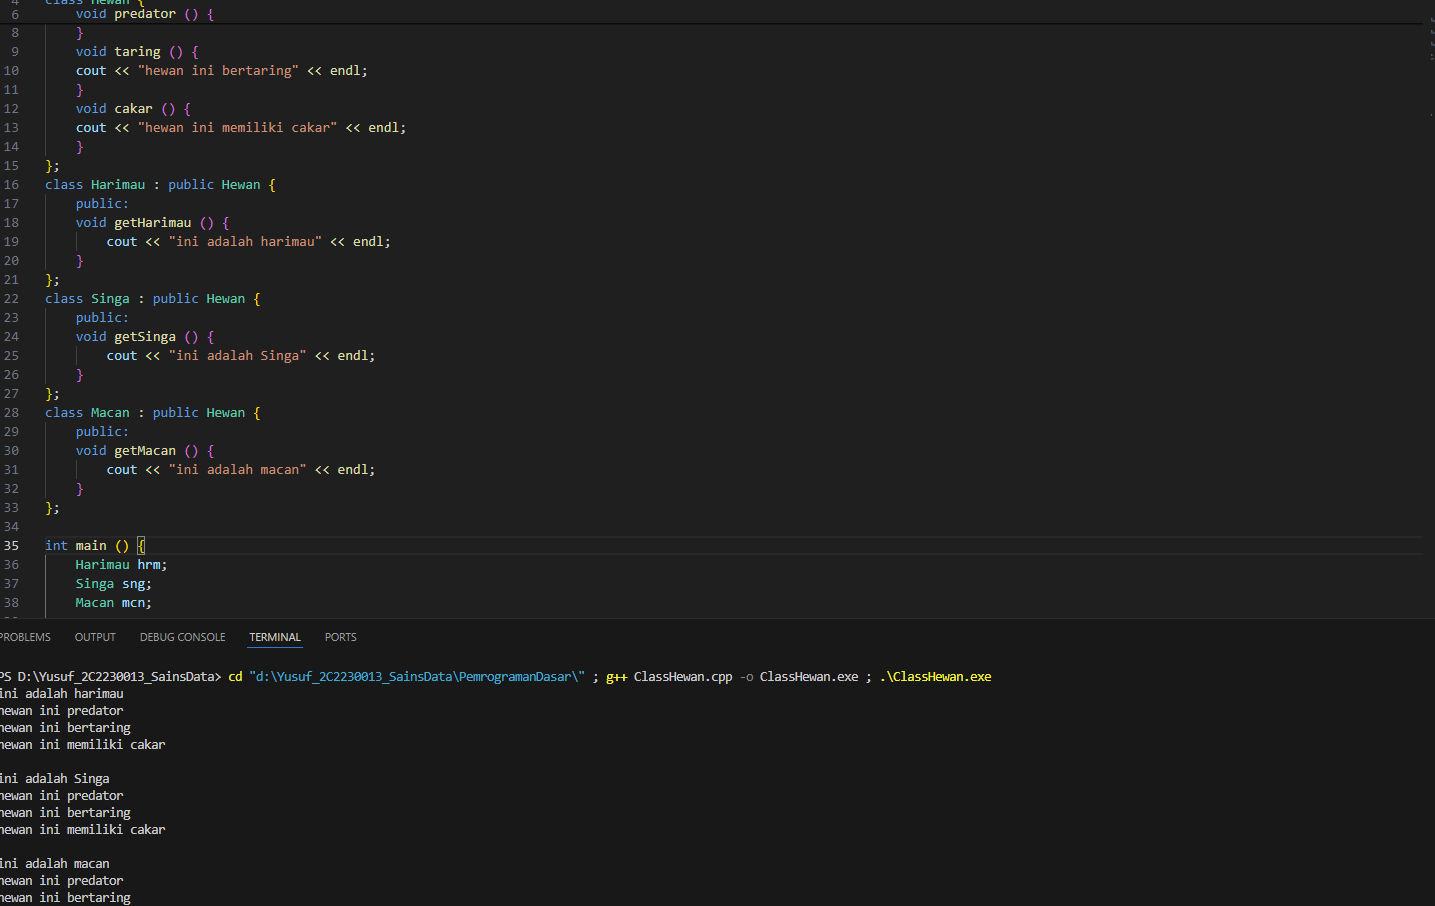 4 class Hewan {
6 void predator () {
8 }
9 void taring () {
10 cout << "hewan ini bertaring" << endl;
11 }
12 void cakar () {
13 cout << "hewan ini memiliki cakar" << endl;
14 }
15 };
16 class Harimau : public Hewan {
17 public:
18 void getHarimau () {
19 cout << "ini adalah harimau" << endl;
20 }
21 };
22 class Singa : public Hewan {
23 public:
24 void getSinga () {
25 cout << "ini adalah Singa" << endl;
26 }
27 };
28 class Macan : public Hewan {
29 public:
30 void getMacan () {
31 cout << "ini adalah macan" << endl;
32 }
33 };
34
35 int main () {
36 Harimau hrm;
37 Singa sng;
38 Macan mcn;
PROBLEMS OUTPUT DEBUG CONSOLE TERMINAL PORTS
PS D:\Yusuf_2C2230013_SainsData> cd "d:\Yusuf_2C2230013_SainsData\PemrogramanDasar\" ; g++ ClassHewan.cpp -o ClassHewan.exe ; .\ClassHewan.exe
ini adalah harimau
hewan ini predator
hewan ini bertaring
hewan ini memiliki cakar
ini adalah Singa
hewan ini predator
hewan ini bertaring
hewan ini memiliki cakar
ini adalah macan
hewan ini predator
hewan ini bertaring